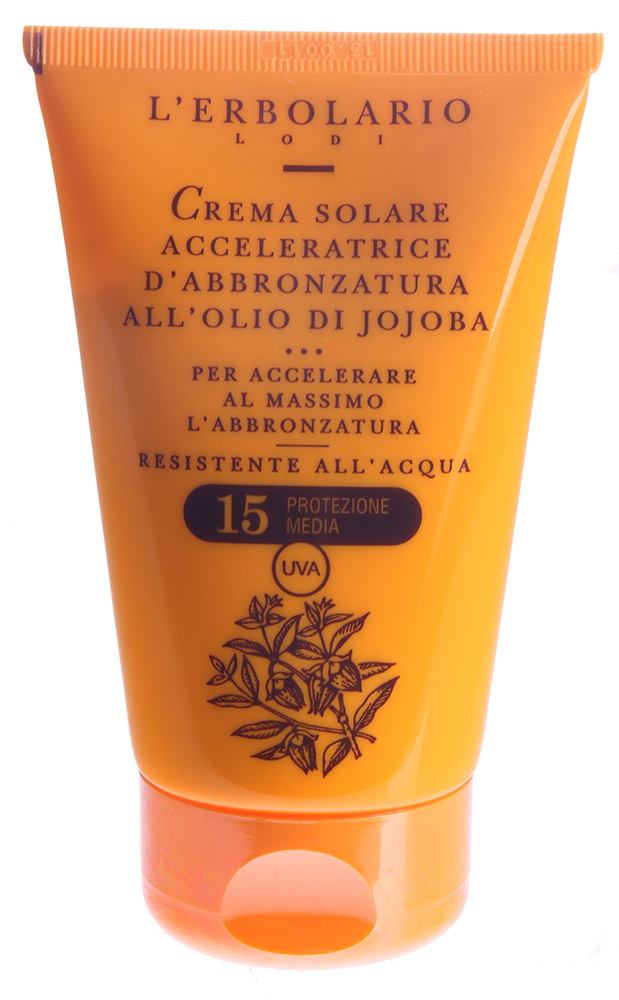 L'ERBOLARIO
LODI
CREMA SOLARE
ACCELERATRICE
D'ABBRONZATURA
ALL'OLIO DI JOJOBA
...
PER ACCELERARE
AL MASSIMO
L'ABBRONZATURA
RESISTENTE ALL'ACQUA
15 PROTEZIONE
MEDIA
UVA